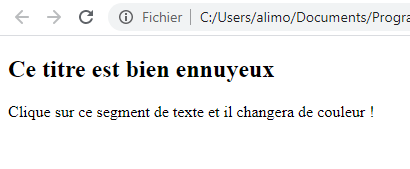 Fichier C:/Users/alimo/Documents/Progra
Ce titre est bien ennuyeux
Clique sur ce segment de texte et il changera de couleur !